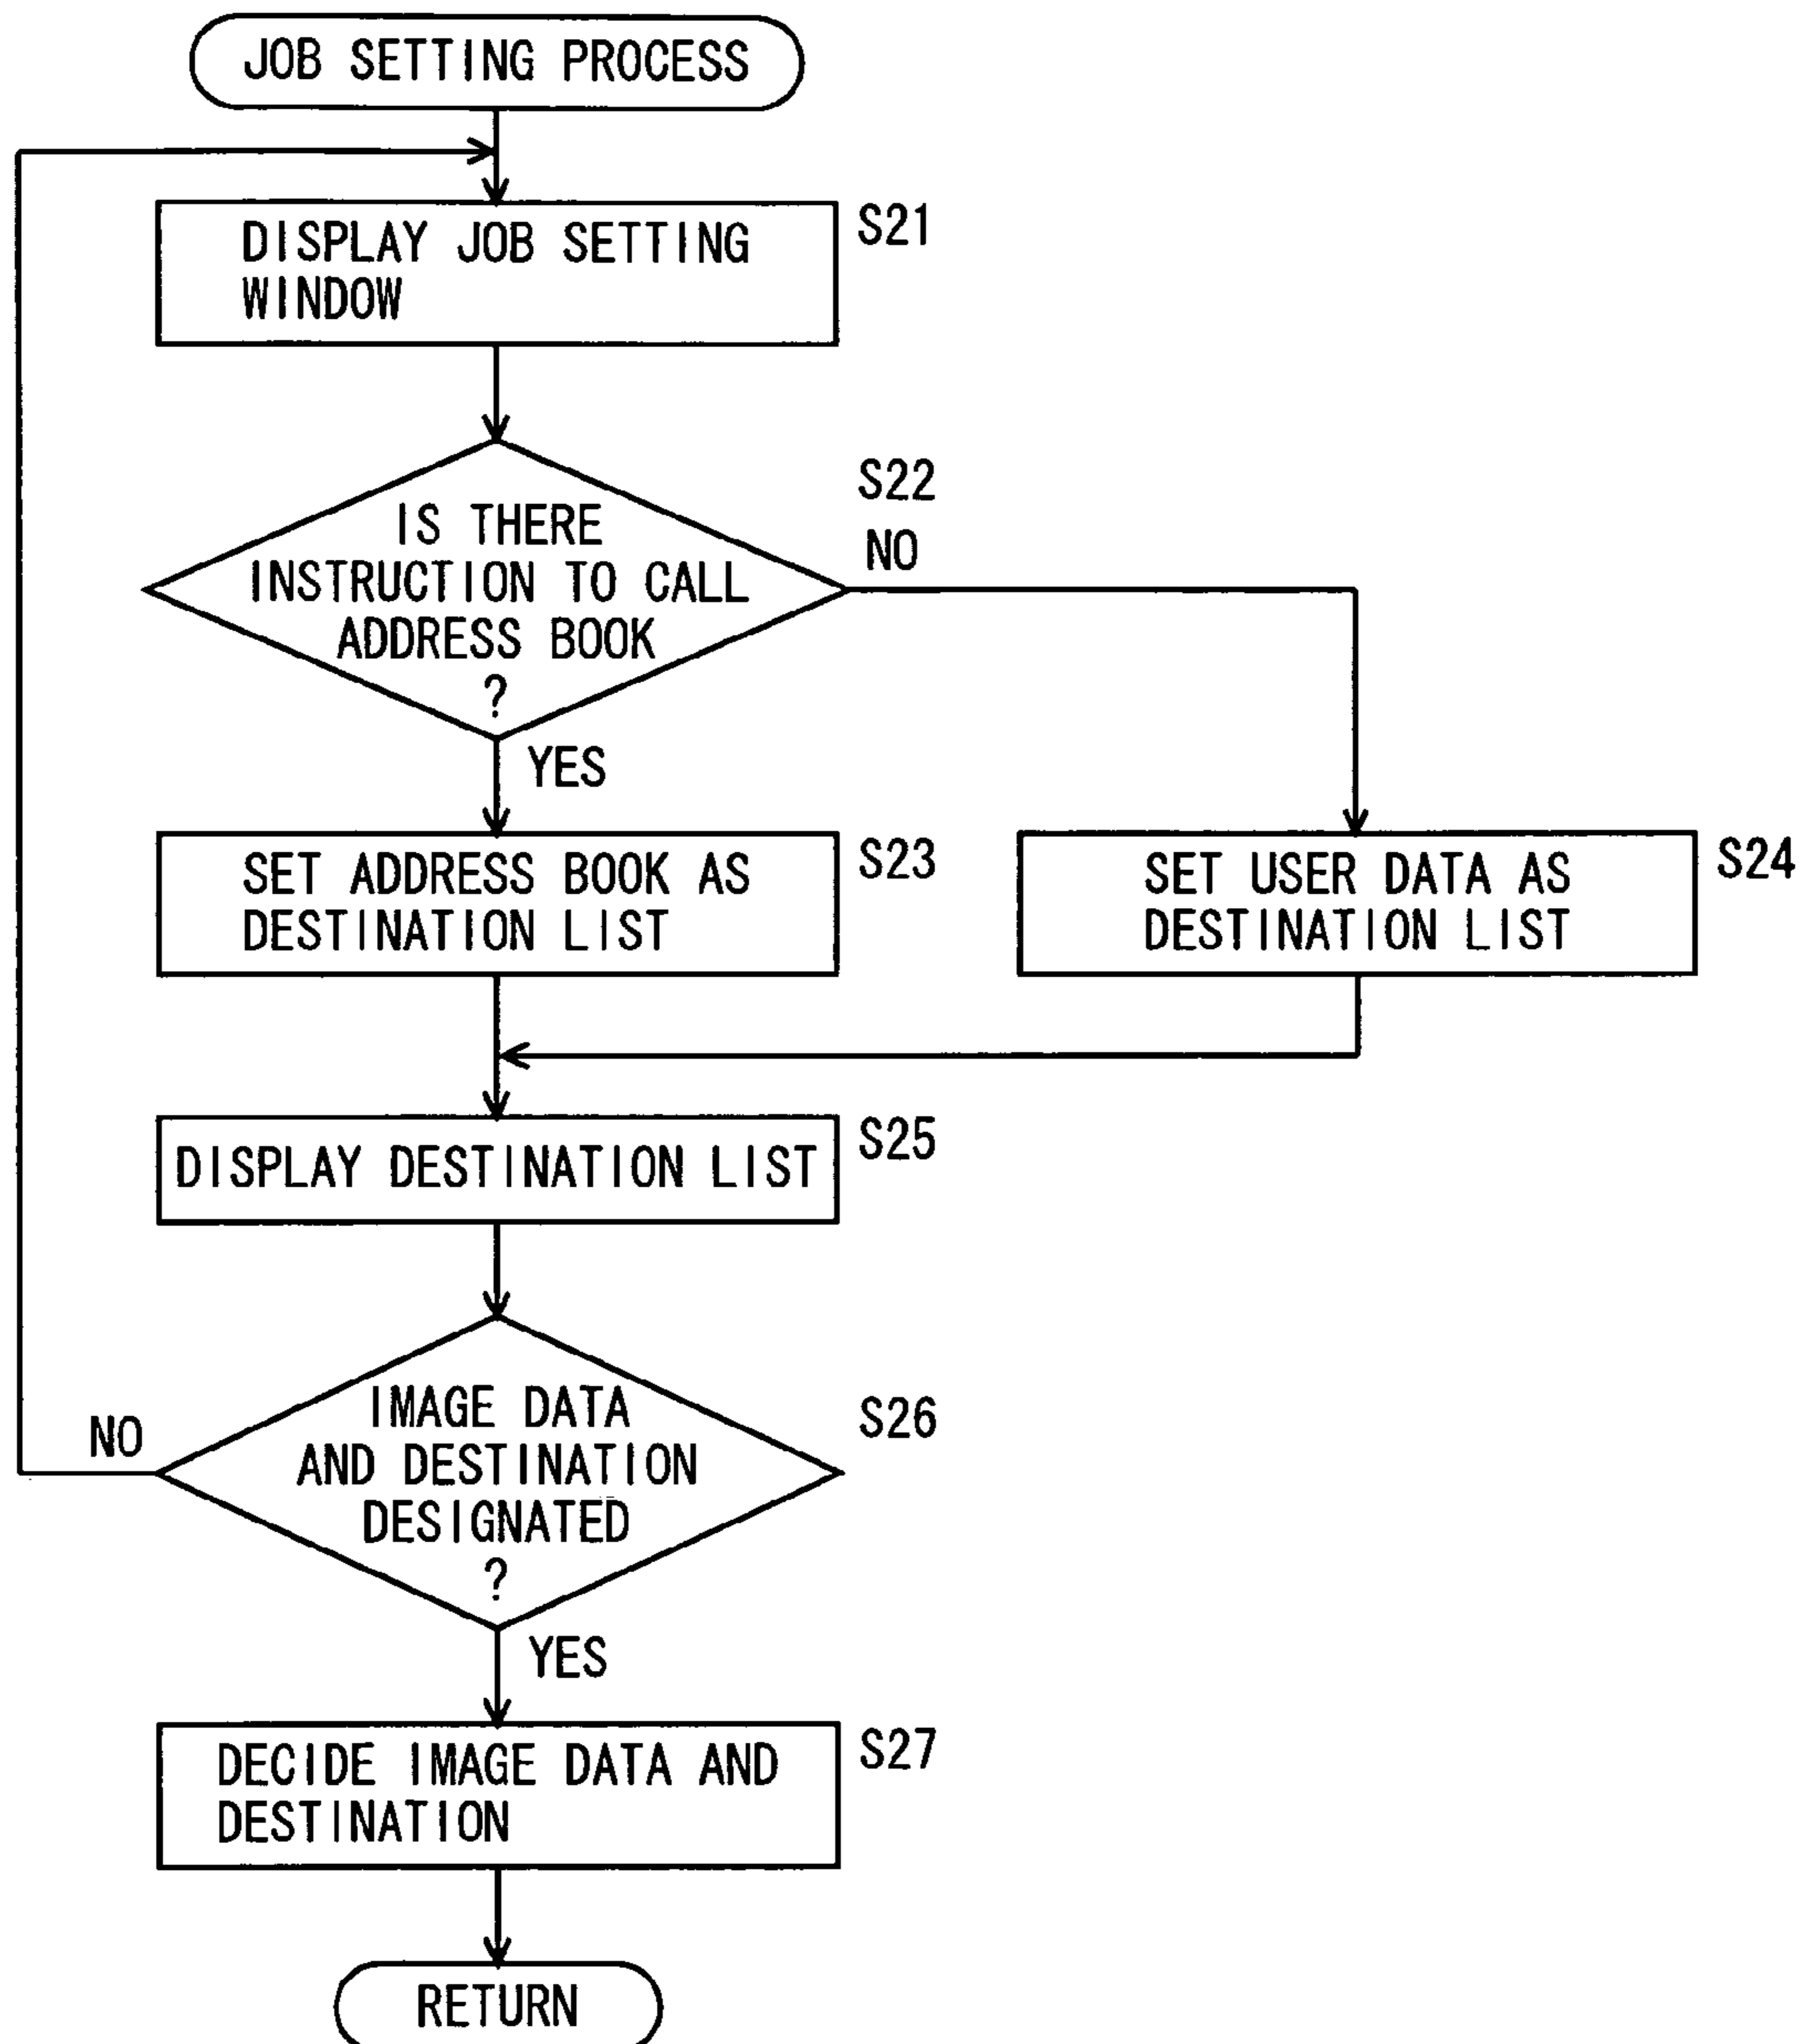 JOB SETTING PROCESS
DISPLAY JOB SETTING
WINDOW
S21
S22
IS THERE
INSTRUCTION TO CALL
ADDRESS BOOK
?
NO
YES
SET ADDRESS BOOK AS
DESTINATION LIST
S23
SET USER DATA AS
DESTINATION LIST
S24
DISPLAY DESTINATION LIST
S25
IMAGE DATA
AND DESTINATION
DESIGNATED
?
S26
NO
YES
DECIDE IMAGE DATA AND
DESTINATION
S27
RETURN